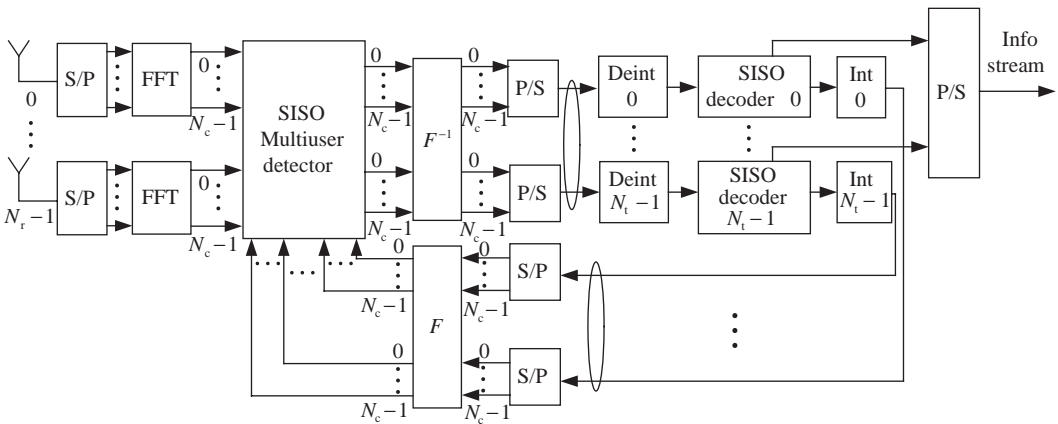 0
N_r−1
S/P
S/P
FFT
FFT
0
N_c−1
0
N_c−1
SISO
Multiuser
detector
0
N_c−1
0
N_c−1
F⁻¹
0
N_c−1
0
N_c−1
P/S
P/S
Deint
0
Deint
N_t−1
SISO
decoder 0
SISO
decoder
N_t−1
Int
0
Int
N_t−1
P/S
Info
stream
0
N_c−1
0
N_c−1
F
0
N_c−1
0
N_c−1
S/P
S/P